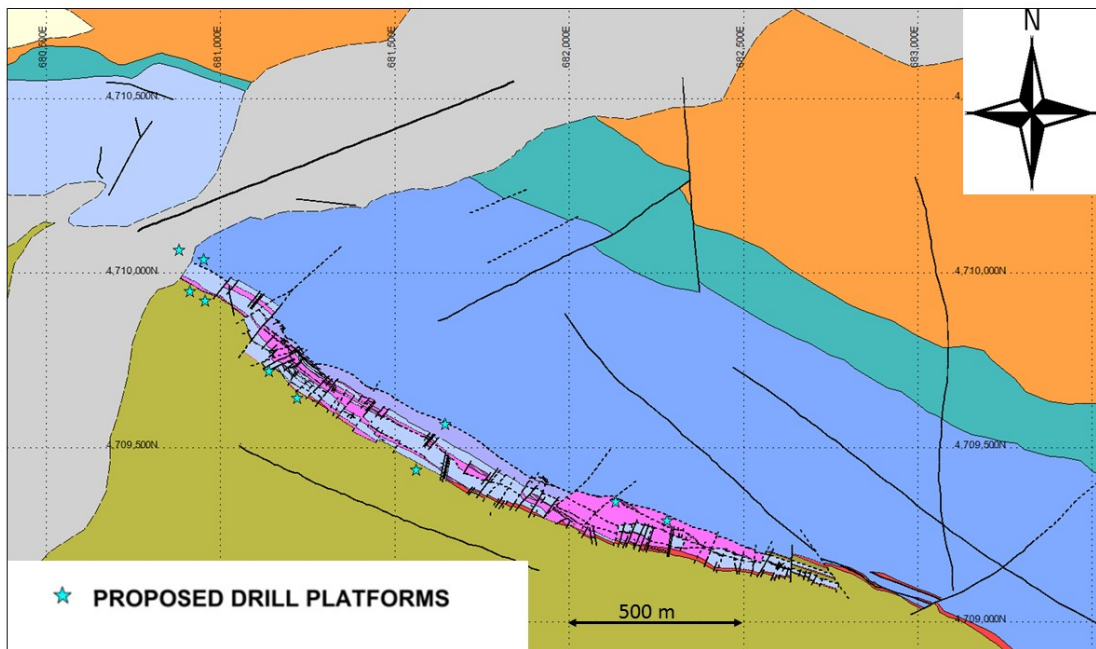 680,500E
681,000E
681,500E
682,000E
682,500E
683,000E
N
4,710,500N
4,
4,710,000N
4,710,000N
4,709,500N
4,709,500N
4,709,000N
PROPOSED DRILL PLATFORMS
500 m